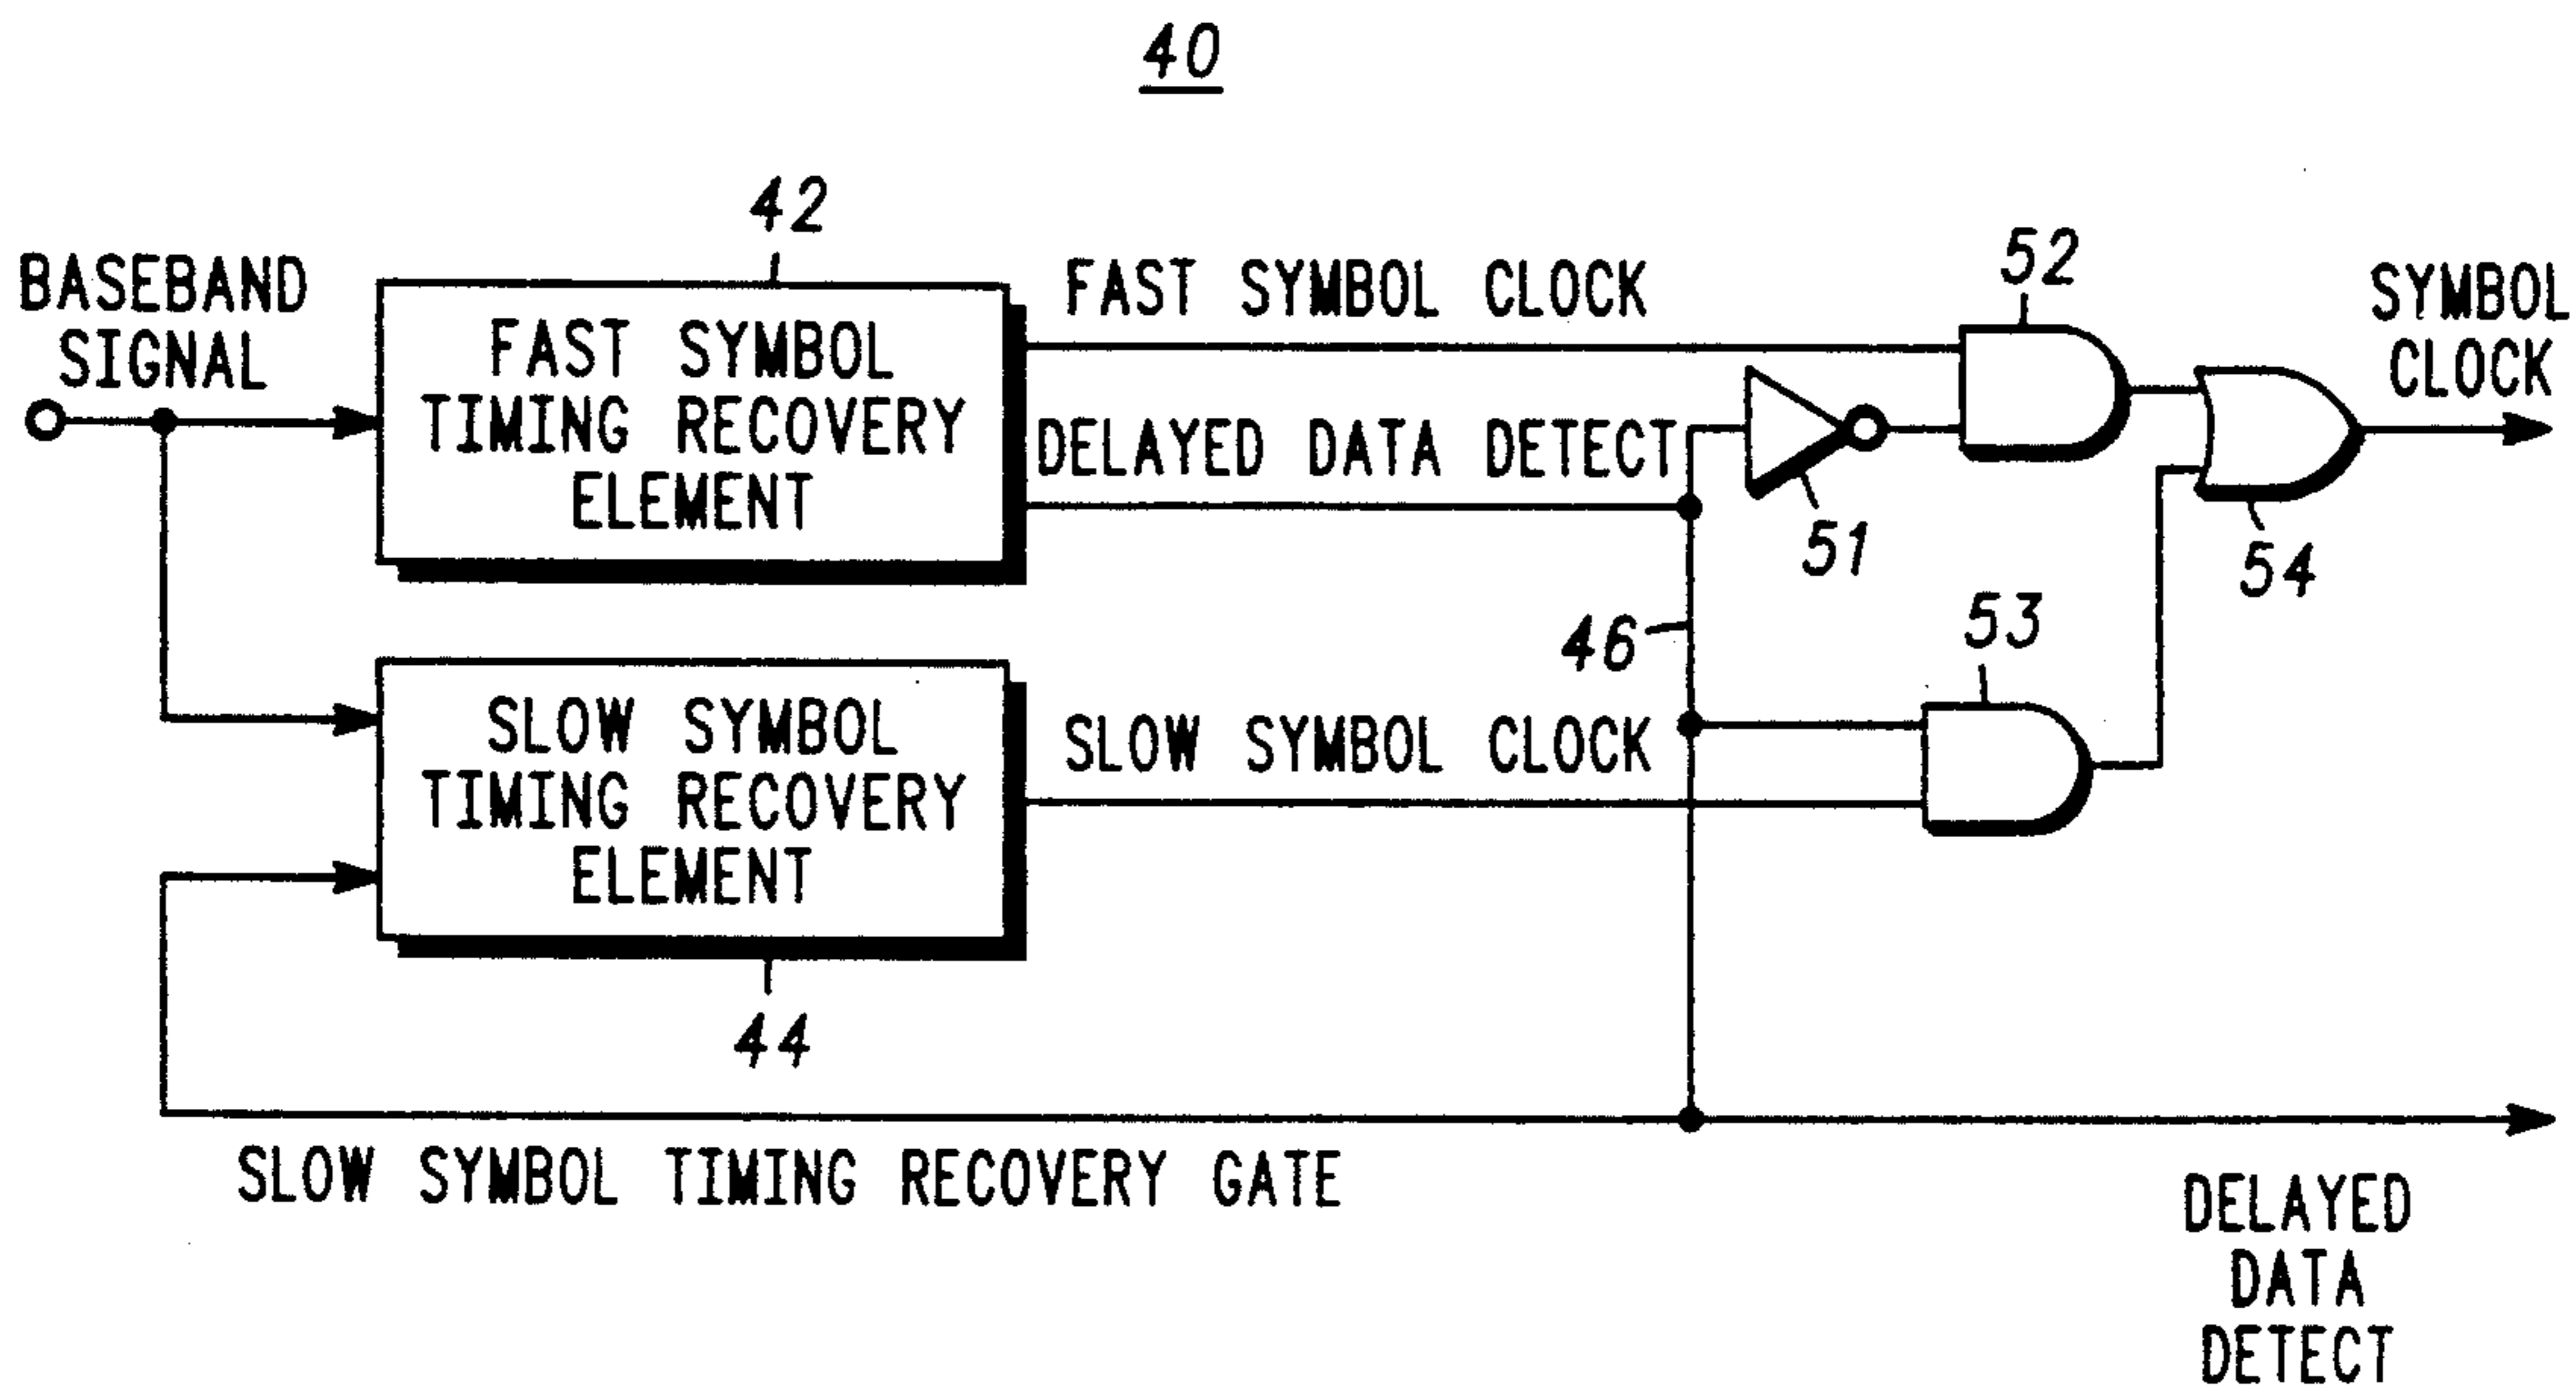 40
42
BASEBAND
SIGNAL
FAST SYMBOL
TIMING RECOVERY
ELEMENT
FAST SYMBOL CLOCK
DELAYED DATA DETECT
52
SYMBOL
CLOCK
51
54
46
53
SLOW SYMBOL
TIMING RECOVERY
ELEMENT
SLOW SYMBOL CLOCK
44
SLOW SYMBOL TIMING RECOVERY GATE
DELAYED
DATA
DETECT